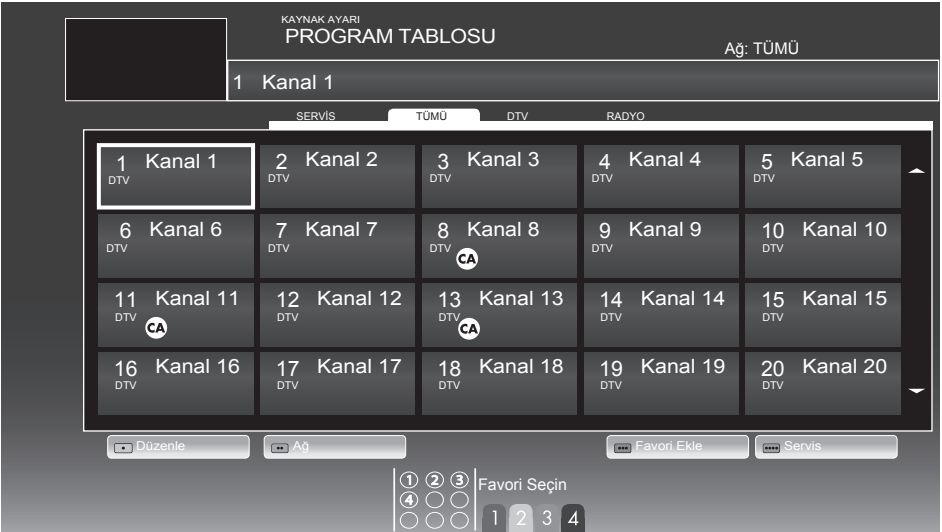 KAYNAK AYARI
PROGRAM TABLOSU
Ağ: TÜMÜ
1 Kanal 1
SERVİS TÜMÜ DTV RADYO
1 Kanal 1 2 Kanal 2 3 Kanal 3 4 Kanal 4 5 Kanal 5
DTV DTV DTV DTV DTV
6 Kanal 6 7 Kanal 7 8 Kanal 8 9 Kanal 9 10 Kanal 10
DTV DTV DTV DTV DTV
CA
11 Kanal 11 12 Kanal 12 13 Kanal 13 14 Kanal 14 15 Kanal 15
DTV DTV DTV DTV DTV
CA CA
16 Kanal 16 17 Kanal 17 18 Kanal 18 19 Kanal 19 20 Kanal 20
DTV DTV DTV DTV DTV
Düzenle Ağ Favori Ekle Servis
1 2 3
4
Favori Seçin
1 2 3 4